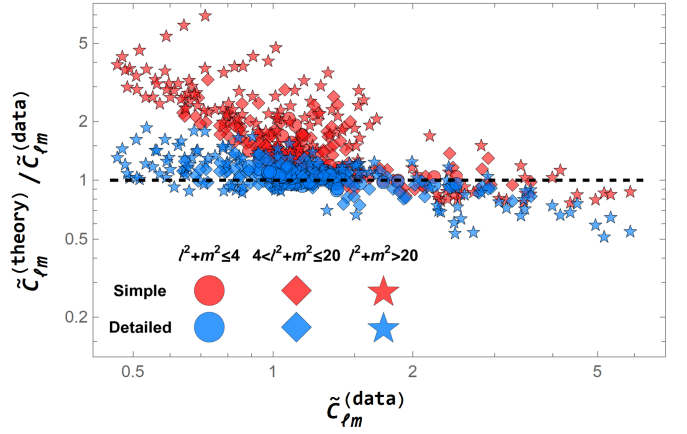 C̃ℓm(theory) / C̃ℓm(data)
5
2
1
0.5
0.2
l²+m²≤4 4<l²+m²≤20 l²+m²>20
Simple
Detailed
0.5 1 2 5
C̃ℓm(data)